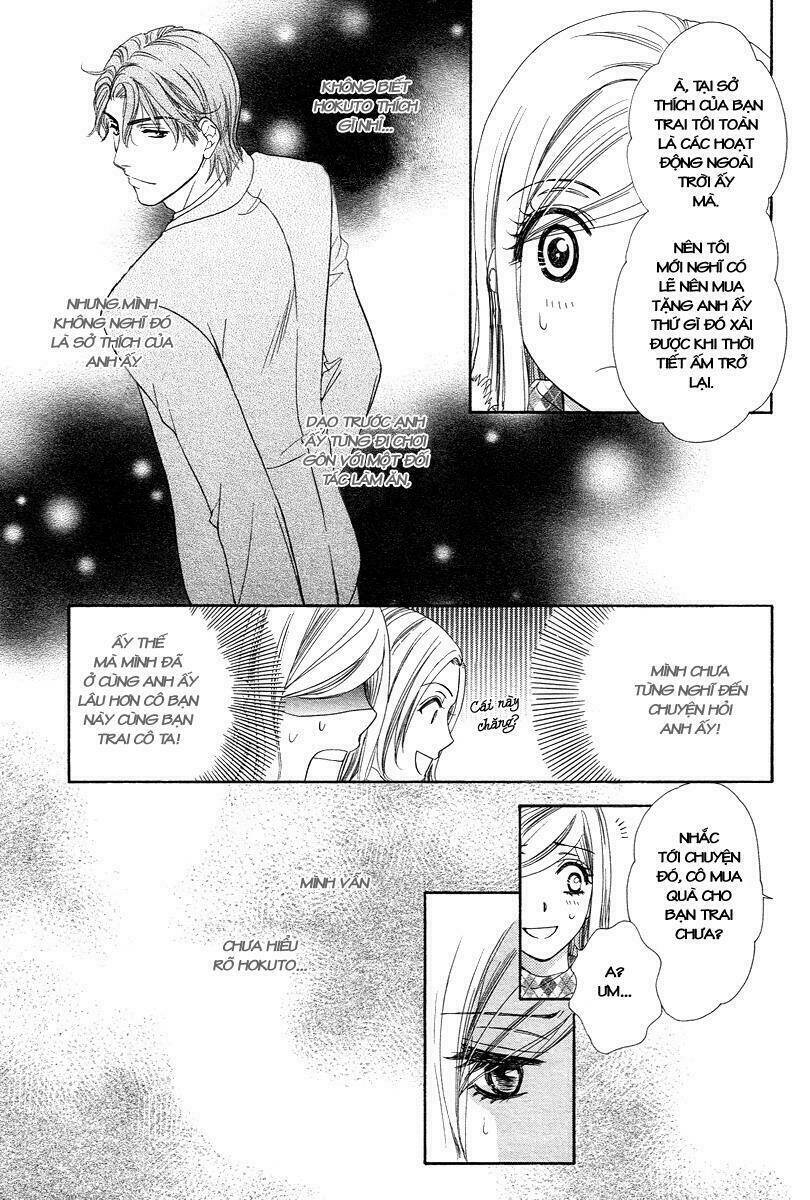 À, TẠI SỞ
THÍCH CỦA BẠN
TRAI TÔI TOÀN
LÀ CÁC HOẠT
ĐỘNG NGOÀI
TRỜI ẤY
MÀ.
NÊN TÔI
MỚI NGHĨ CÓ
LẼ NÊN MUA
TẶNG ANH ẤY
THỨ GÌ ĐÓ XÀI
ĐƯỢC KHI THỜI
TIẾT ẤM TRỞ
LẠI.
KHÔNG BIẾT
HOKUTO THÍCH
GÌ NHỈ...
DẠO TRƯỚC ANH
ẤY TỪNG ĐI CHƠI
GÔN VỚI MỘT ĐỐI
TÁC LÀM ĂN,
NHƯNG MÌNH
KHÔNG NGHĨ ĐÓ
LÀ SỞ THÍCH CỦA
ANH ẤY
MÌNH CHƯA
TỪNG NGHĨ ĐẾN
CHUYỆN HỎI
ANH ẤY!
Cái này
chăng?
ẤY THẾ
MÀ MÌNH ĐÃ
Ở CÙNG ANH ẤY
LÂU HƠN CÔ BẠN
NÀY CÙNG BẠN
TRAI CÔ TA!
NHẮC
TỚI CHUYỆN
ĐÓ, CÔ MUA
QUÀ CHO
BẠN TRAI
CHƯA?
A?
ƯM...
MÌNH VẪN
CHƯA HIỂU
RÕ HOKUTO...